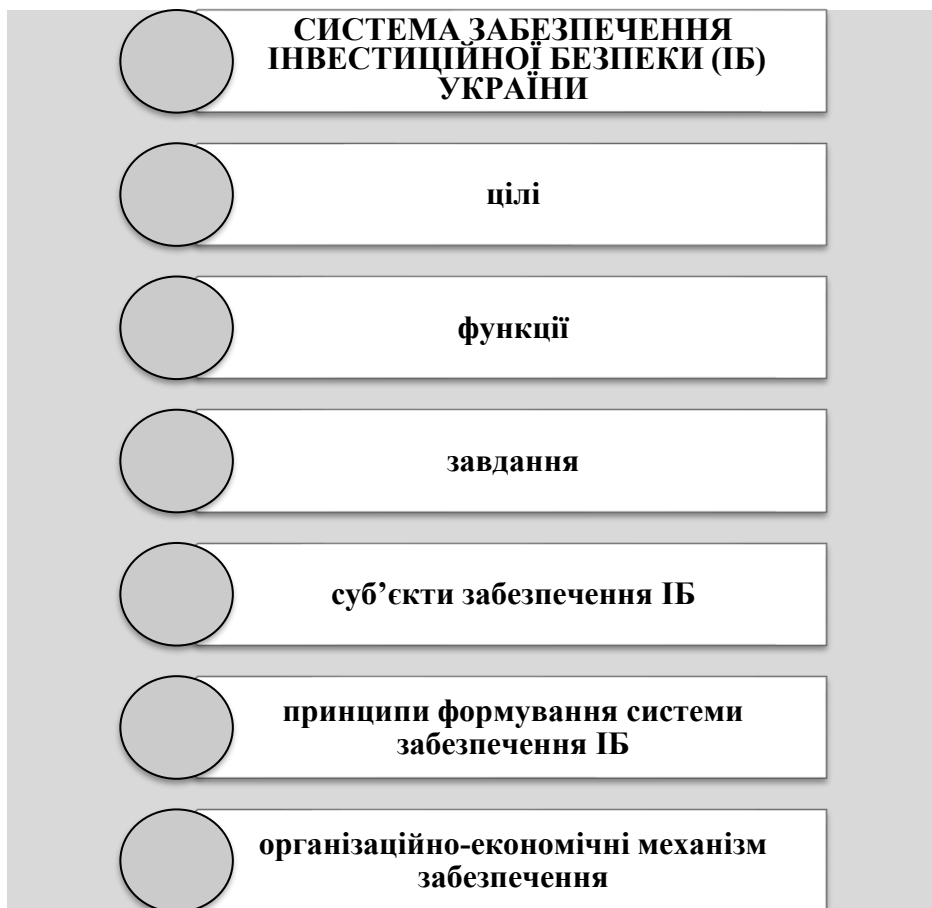 СИСТЕМА ЗАБЕЗПЕЧЕННЯ
ІНВЕСТИЦІЙНОЇ БЕЗПЕКИ (ІБ)
УКРАЇНИ
цілі
функції
завдання
суб’єкти забезпечення ІБ
принципи формування системи
забезпечення ІБ
організаційно-економічні механізм
забезпечення